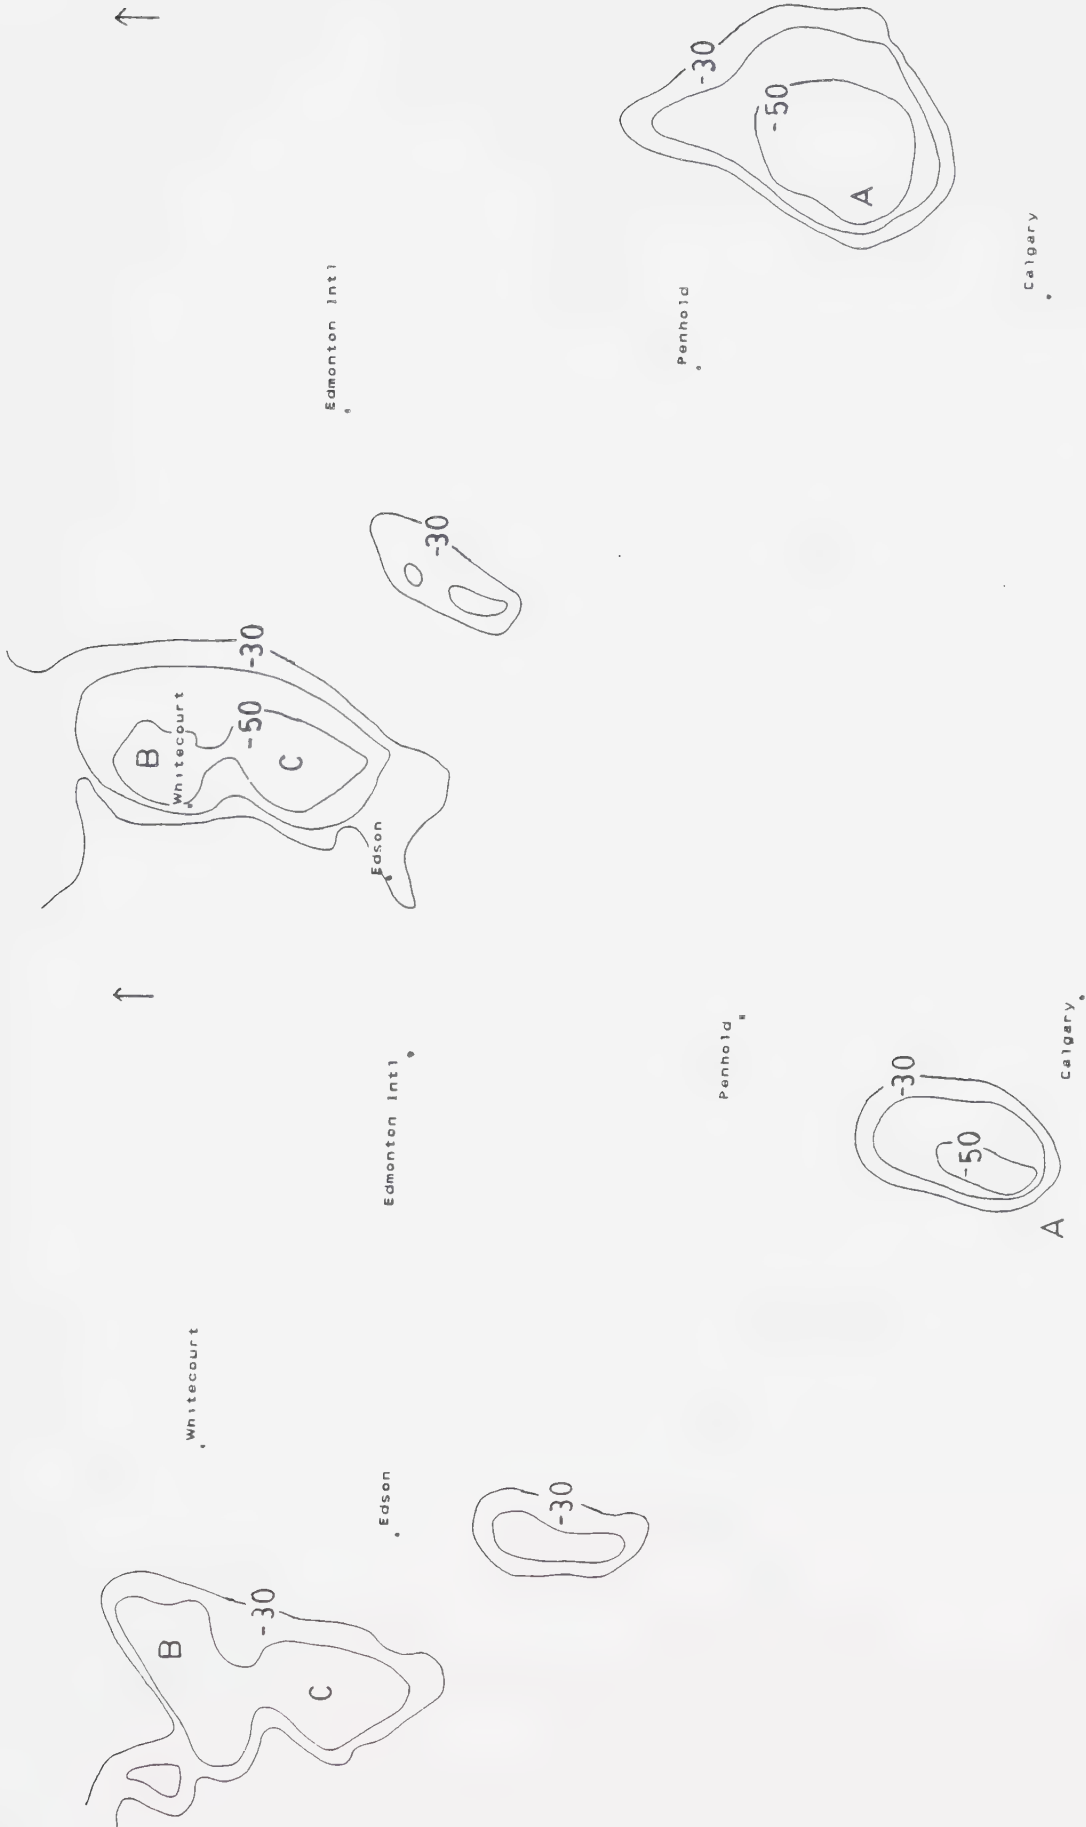 -30
-50
A
Edmonton Intl
Penhold
Calgary
-30
-30
-50
B
Whitecourt
C
Edson
Edmonton Intl
Penhold
Calgary
-30
-50
A
Whitecourt
Edson
-30
-30
B
C